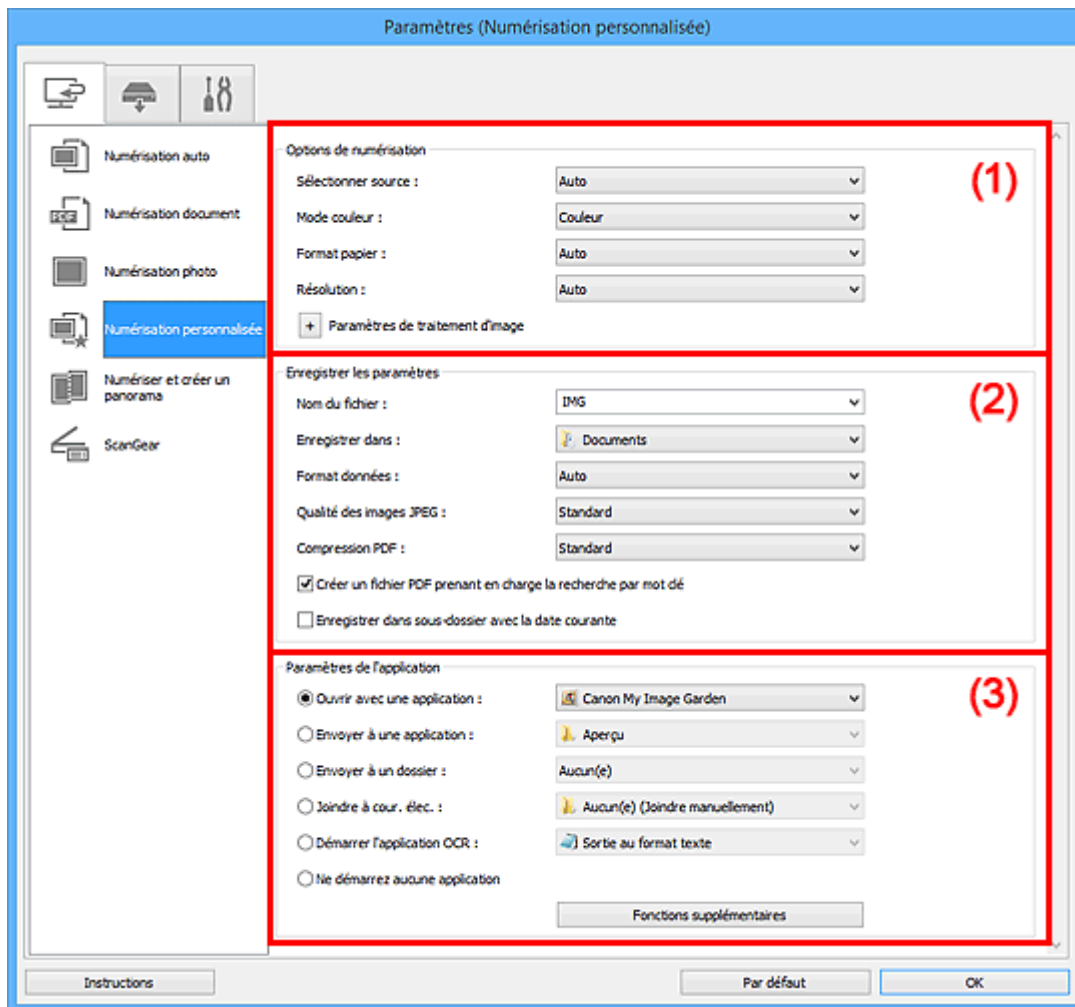 Paramètres (Numérisation personnalisée)
Numérisation auto
PDF
Numérisation document
Numérisation photo
Numérisation personnalisée
Numériser et créer un
panorama
ScanGear
Options de numérisation
(1)
Sélectionner source : Auto
Mode couleur : Couleur
Format papier : Auto
Résolution : Auto
+ Paramètres de traitement d'image
Enregistrer les paramètres
(2)
Nom du fichier : IMG
Enregistrer dans : Documents
Format données : Auto
Qualité des images JPEG : Standard
Compression PDF : Standard
Créer un fichier PDF prenant en charge la recherche par mot clé
Enregistrer dans sous-dossier avec la date courante
Paramètres de l'application
(3)
Ouvrir avec une application : Canon My Image Garden
Envoyer à une application : Aperçu
Envoyer à un dossier : Aucun(e)
Joindre à cour. élec. : Aucun(e) (Joindre manuellement)
Démarrer l'application OCR : Sortie au format texte
Ne démarrez aucune application
Fonctions supplémentaires
Instructions
Par défaut
OK